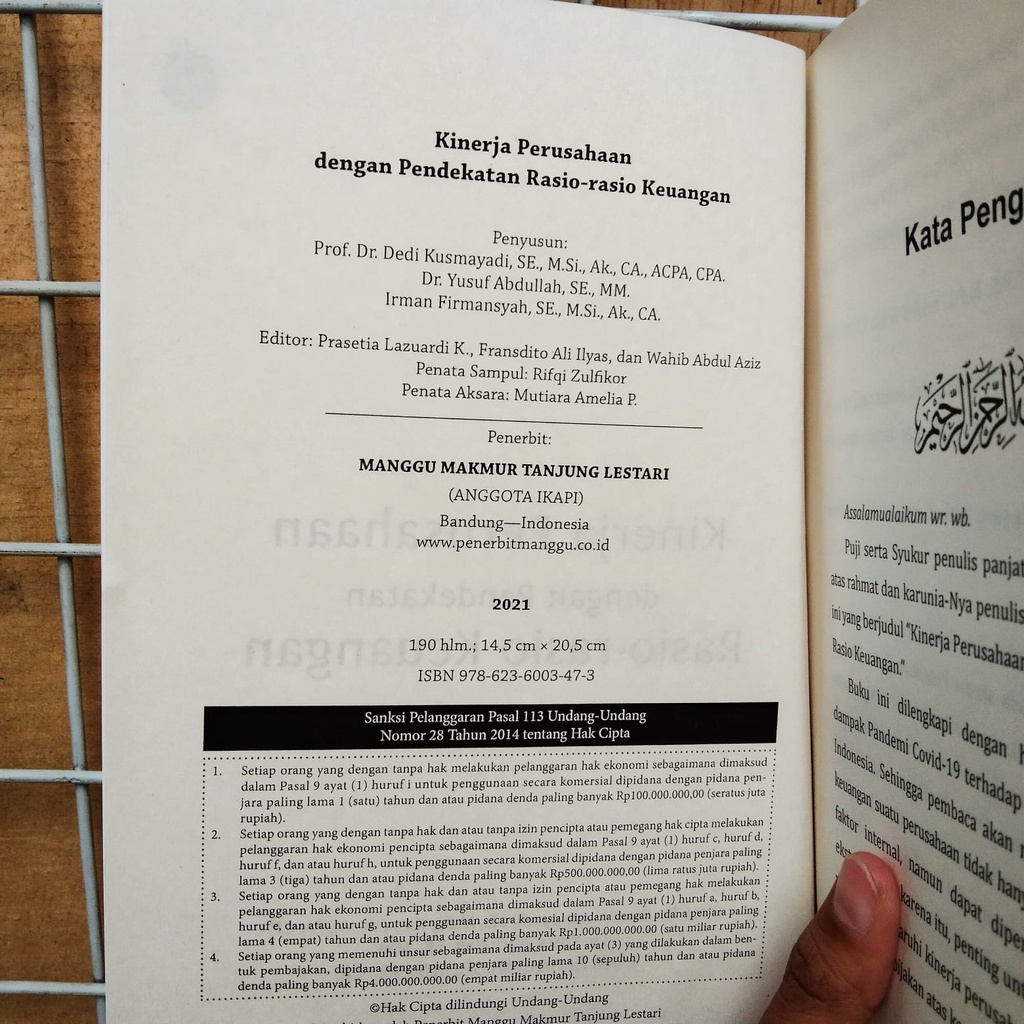 Kinerja Perusahaan
dengan Pendekatan Rasio-rasio Keuangan
Penyusun:
Prof. Dr. Dedi Kusmayadi, SE., M.Si., Ak., CA., ACPA, CPA.
Dr. Yusuf Abdullah, SE., MM.
Irman Firmansyah, SE., M.Si., Ak., CA.
Editor: Prasetia Lazuardi K., Fransdito Ali Ilyas, dan Wahib Abdul Aziz
Penata Sampul: Rifqi Zulfikor
Penata Aksara: Mutiara Amelia P.
Penerbit:
MANGGU MAKMUR TANJUNG LESTARI
(ANGGOTA IKAPI)
Bandung—Indonesia
www.penerbitmanggu.co.id
2021
190 hlm.; 14,5 cm × 20,5 cm
ISBN 978-623-6003-47-3
Sanksi Pelanggaran Pasal 113 Undang-Undang
Nomor 28 Tahun 2014 tentang Hak Cipta
1. Setiap orang yang dengan tanpa hak melakukan pelanggaran hak ekonomi sebagaimana dimaksud
dalam Pasal 9 ayat (1) huruf i untuk penggunaan secara komersial dipidana dengan pidana pen-
jara paling lama 1 (satu) tahun dan atau pidana denda paling banyak Rp100.000.000,00 (seratus juta
rupiah).
2. Setiap orang yang dengan tanpa hak dan atau tanpa izin pencipta atau pemegang hak cipta melakukan
pelanggaran hak ekonomi pencipta sebagaimana dimaksud dalam Pasal 9 ayat (1) huruf c, huruf d,
huruf f, dan atau huruf h, untuk penggunaan secara komersial dipidana dengan pidana penjara paling
lama 3 (tiga) tahun dan atau pidana denda paling banyak Rp500.000.000,00 (lima ratus juta rupiah).
3. Setiap orang yang dengan tanpa hak dan atau tanpa izin pencipta atau pemegang hak melakukan
pelanggaran hak ekonomi pencipta sebagaimana dimaksud dalam Pasal 9 ayat (1) huruf a, huruf b,
huruf e, dan atau huruf g, untuk penggunaan secara komesial dipidana dengan pidana penjara paling
lama 4 (empat) tahun dan atau pidana denda paling banyak Rp1.000.000.000.00 (satu miliar rupiah).
4. Setiap orang yang memenuhi unsur sebagaimana dimaksud pada ayat (3) yang dilakukan dalam ben-
tuk pembajakan, dipidana dengan pidana penjara paling lama 10 (sepuluh) tahun dan atau pidana
denda paling banyak Rp4.000.000.000.00 (empat miliar rupiah).
©Hak Cipta dilindungi Undang-Undang
Penerbit Manggu Makmur Tanjung Lestari
Kata Peng
Assalamualaikum wr. wb.
Puji serta Syukur penulis panjat
atas rahmat dan karunia-Nya penulis
ini yang berjudul "Kinerja Perusahaan
Rasio Keuangan."
Buku ini dilengkapi dengan
dampak Pandemi Covid-19 terhadap
Indonesia. Sehingga pembaca akan
keuangan suatu perusahaan tidak hany
faktor internal, namun dapat dipe
karena itu, penting un
aruhi kinerja perusa
bijakan atas